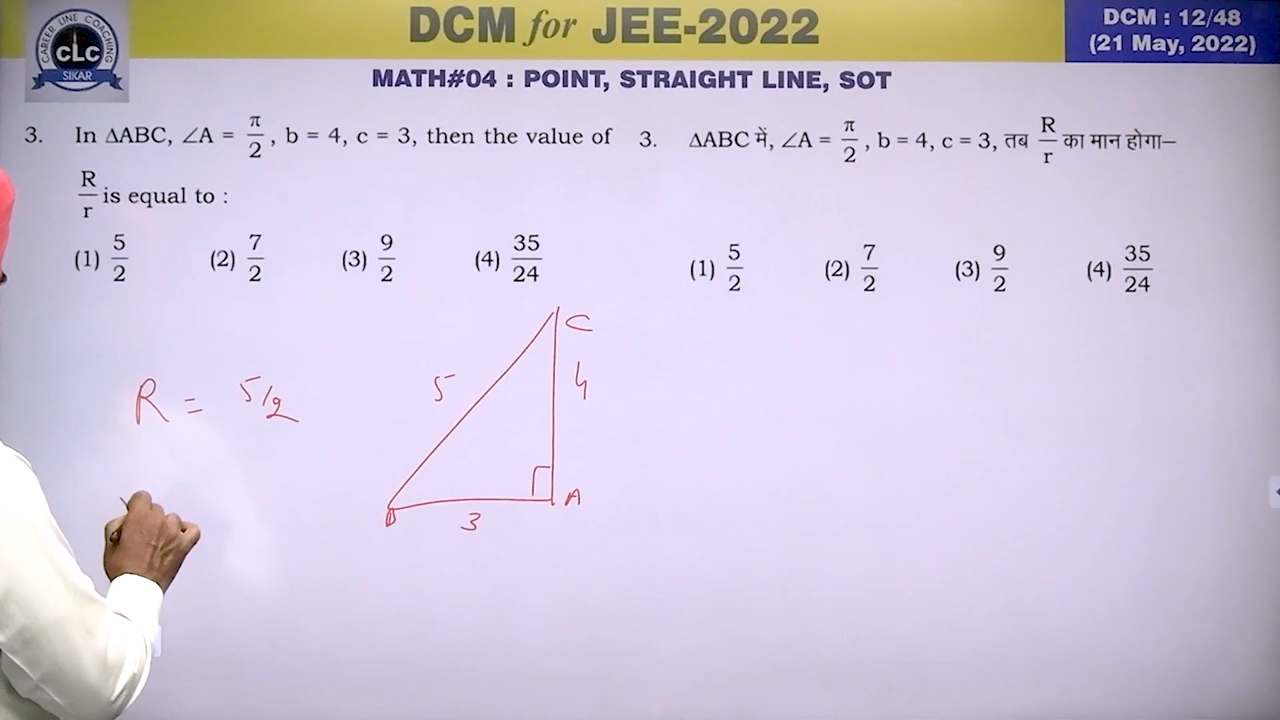 CAREER LINE COACHING
CLC
SIKAR
DCM for JEE-2022
DCM : 12/48
(21 May, 2022)
MATH#04 : POINT, STRAIGHT LINE, SOT
3. In ΔABC, ∠A = π/2, b = 4, c = 3, then the value of
R/r is equal to :
(1) 5/2 (2) 7/2 (3) 9/2 (4) 35/24
3. ΔABC में, ∠A = π/2, b = 4, c = 3, तब R/r का मान होगा–
(1) 5/2 (2) 7/2 (3) 9/2 (4) 35/24
R = 5/2
C
5
4
B
A
3